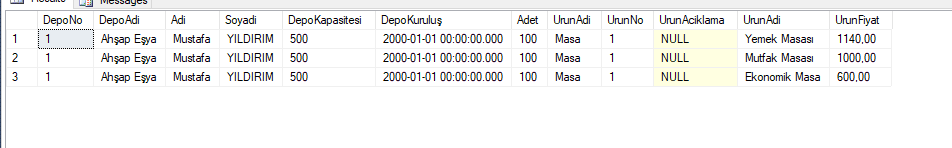 Messages
DepoNo DepoAdi Adi Soyadi DepoKapasitesi DepoKuruluş Adet UrunAdi UrunNo UrunAciklama UrunAdi UrunFiyat
1 1 Ahşap Eşya Mustafa YILDIRIM 500 2000-01-01 00:00:00.000 100 Masa 1 NULL Yemek Masası 1140,00
2 1 Ahşap Eşya Mustafa YILDIRIM 500 2000-01-01 00:00:00.000 100 Masa 1 NULL Mutfak Masası 1000,00
3 1 Ahşap Eşya Mustafa YILDIRIM 500 2000-01-01 00:00:00.000 100 Masa 1 NULL Ekonomik Masa 600,00